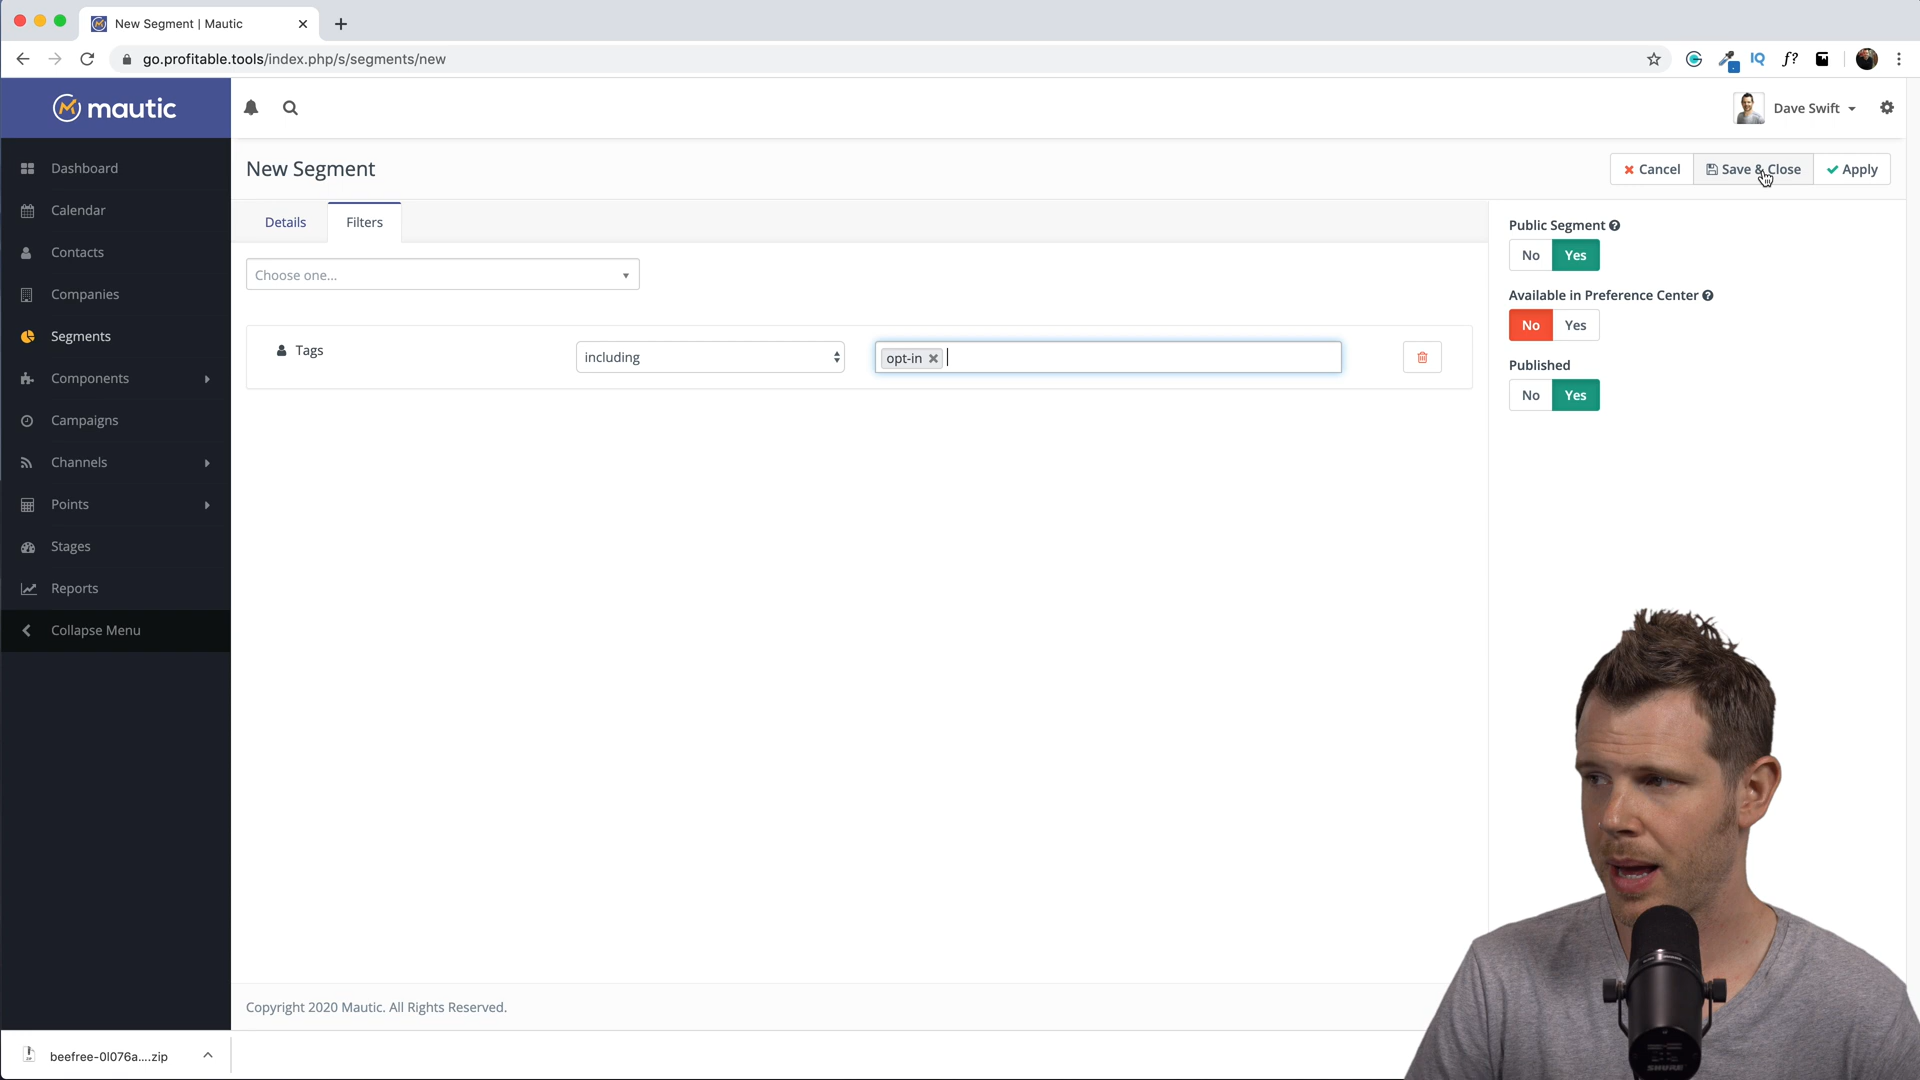 New Segment | Mautic
go.profitable.tools/index.php/s/segments/new
IQ
f?
mautic
Dave Swift
Dashboard
Calendar
Contacts
Companies
Segments
Components
Campaigns
Channels
Points
Stages
Reports
Collapse Menu
New Segment
Cancel
Save & Close
Apply
Details
Filters
Choose one...
Tags
including
opt-in
Public Segment
No
Yes
Available in Preference Center
No
Yes
Published
No
Yes
Copyright 2020 Mautic. All Rights Reserved.
beefree-0l076a....zip
SHURE